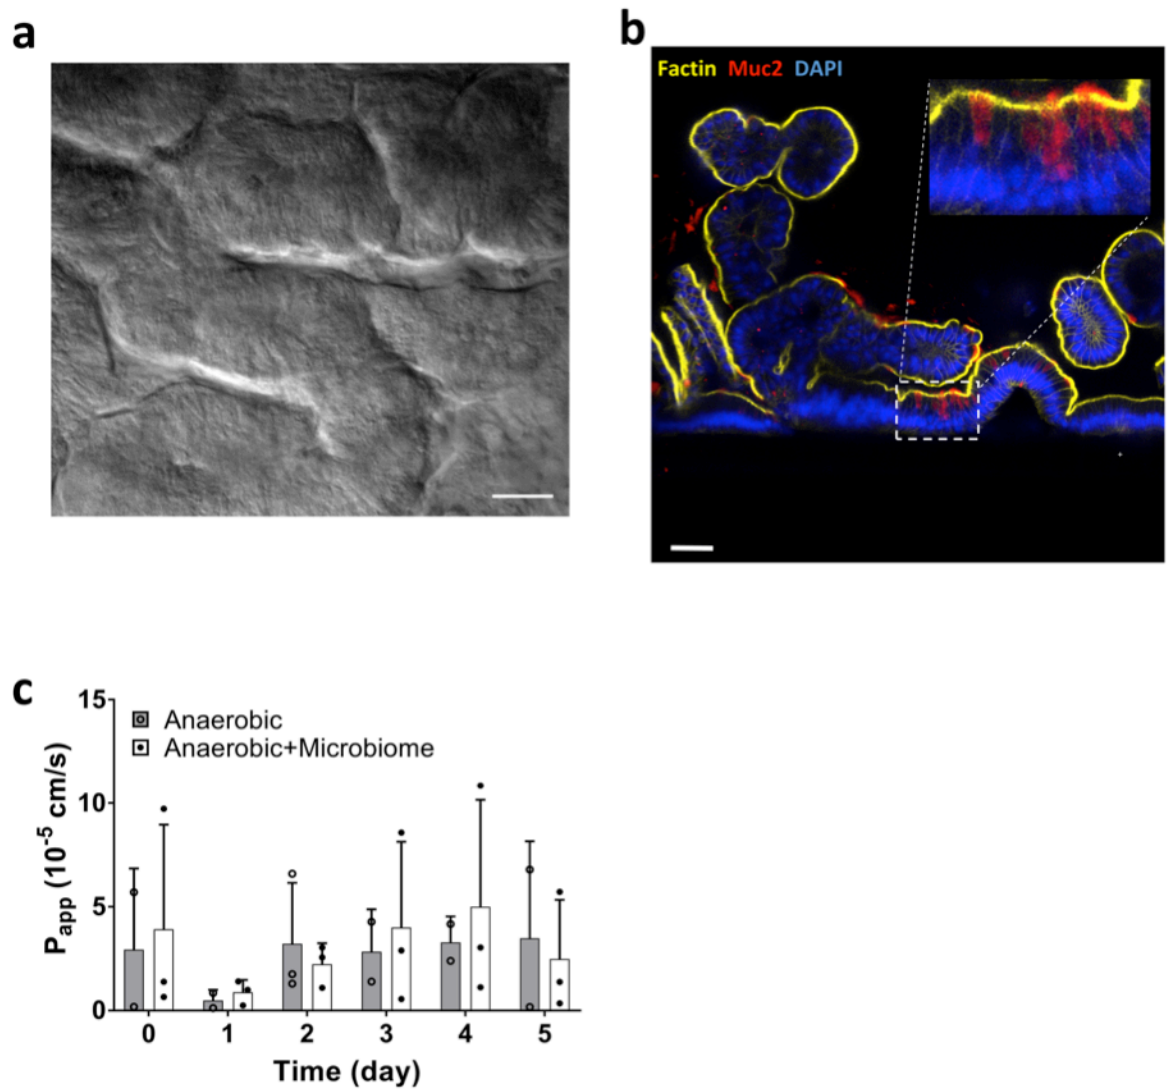 a
b
Factin Muc2 DAPI
c
15
10
5
0
Anaerobic
Anaerobic+Microbiome
Papp (10-5 cm/s)
0 1 2 3 4 5
Time (day)